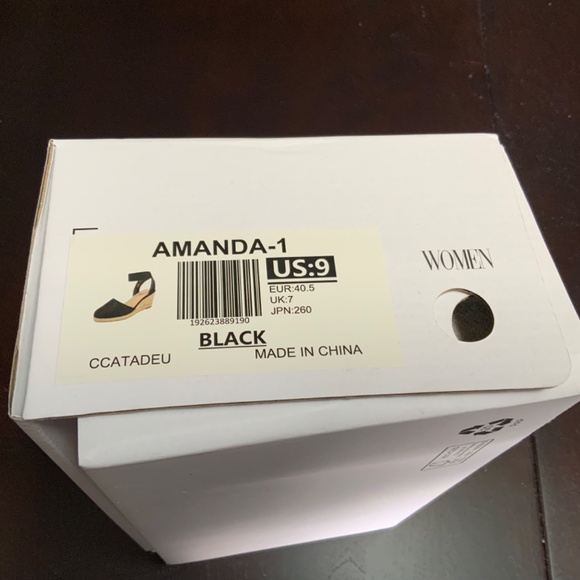 AMANDA-1
US:9
EUR:40.5
UK:7
JPN:260
192623889190
BLACK
CCATADEU
MADE IN CHINA
WOMEN